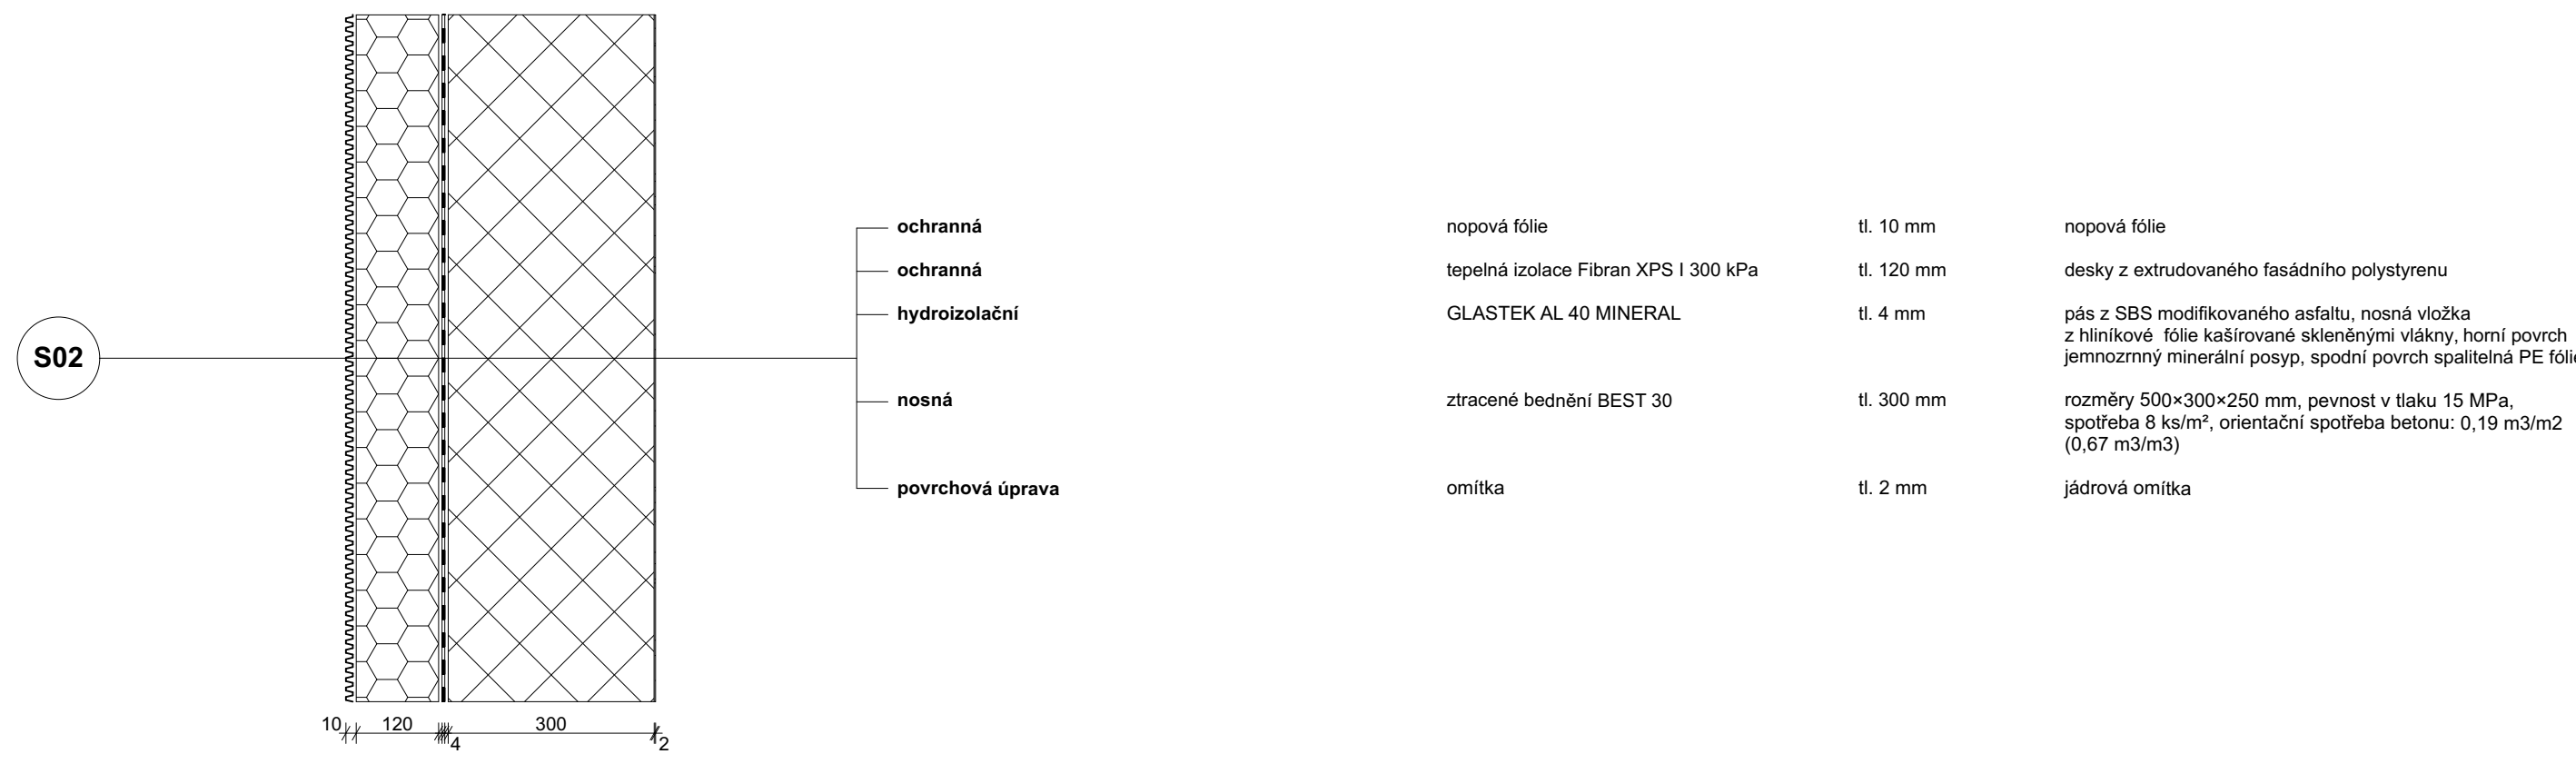 S02
ochranná nopová fólie tl. 10 mm nopová fólie
ochranná tepelná izolace Fibran XPS I 300 kPa tl. 120 mm desky z extrudovaného fasádního polystyrenu
hydroizolační GLASTEK AL 40 MINERAL tl. 4 mm pás z SBS modifikovaného asfaltu, nosná vložka
z hliníkové fólie kašírované skleněnými vlákny, horní povrch
jemnozrnný minerální posyp, spodní povrch spalitelná PE fólie
nosná ztracené bednění BEST 30 tl. 300 mm rozměry 500×300×250 mm, pevnost v tlaku 15 MPa,
spotřeba 8 ks/m², orientační spotřeba betonu: 0,19 m3/m2
(0,67 m3/m3)
povrchová úprava omítka tl. 2 mm jádrová omítka
10 120 4 300 2